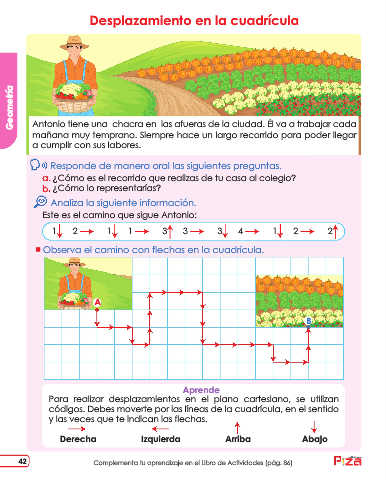 Desplazamiento en la cuadrícula
Geometría
Antonio tiene una chacra en las afueras de la ciudad. Él va a trabajar cada
mañana muy temprano. Siempre hace un largo recorrido para poder llegar
a cumplir con sus labores.
Responde de manera oral las siguientes preguntas.
a. ¿Cómo es el recorrido que realizas de tu casa al colegio?
b. ¿Cómo lo representarías?
Analiza la siguiente información.
Este es el camino que sigue Antonio:
1↓ 2→ 1↓ 1→ 3↑ 3→ 3↓ 4→ 1↓ 2→ 2↑
Observa el camino con flechas en la cuadrícula.
A
B
Aprende
Para realizar desplazamientos en el plano cartesiano, se utilizan
códigos. Debes moverte por las líneas de la cuadrícula, en el sentido
y las veces que te indican las flechas.
→ ← ↑ ↓
Derecha Izquierda Arriba Abajo
42
Complementa tu aprendizaje en el Libro de Actividades (pág. 86)